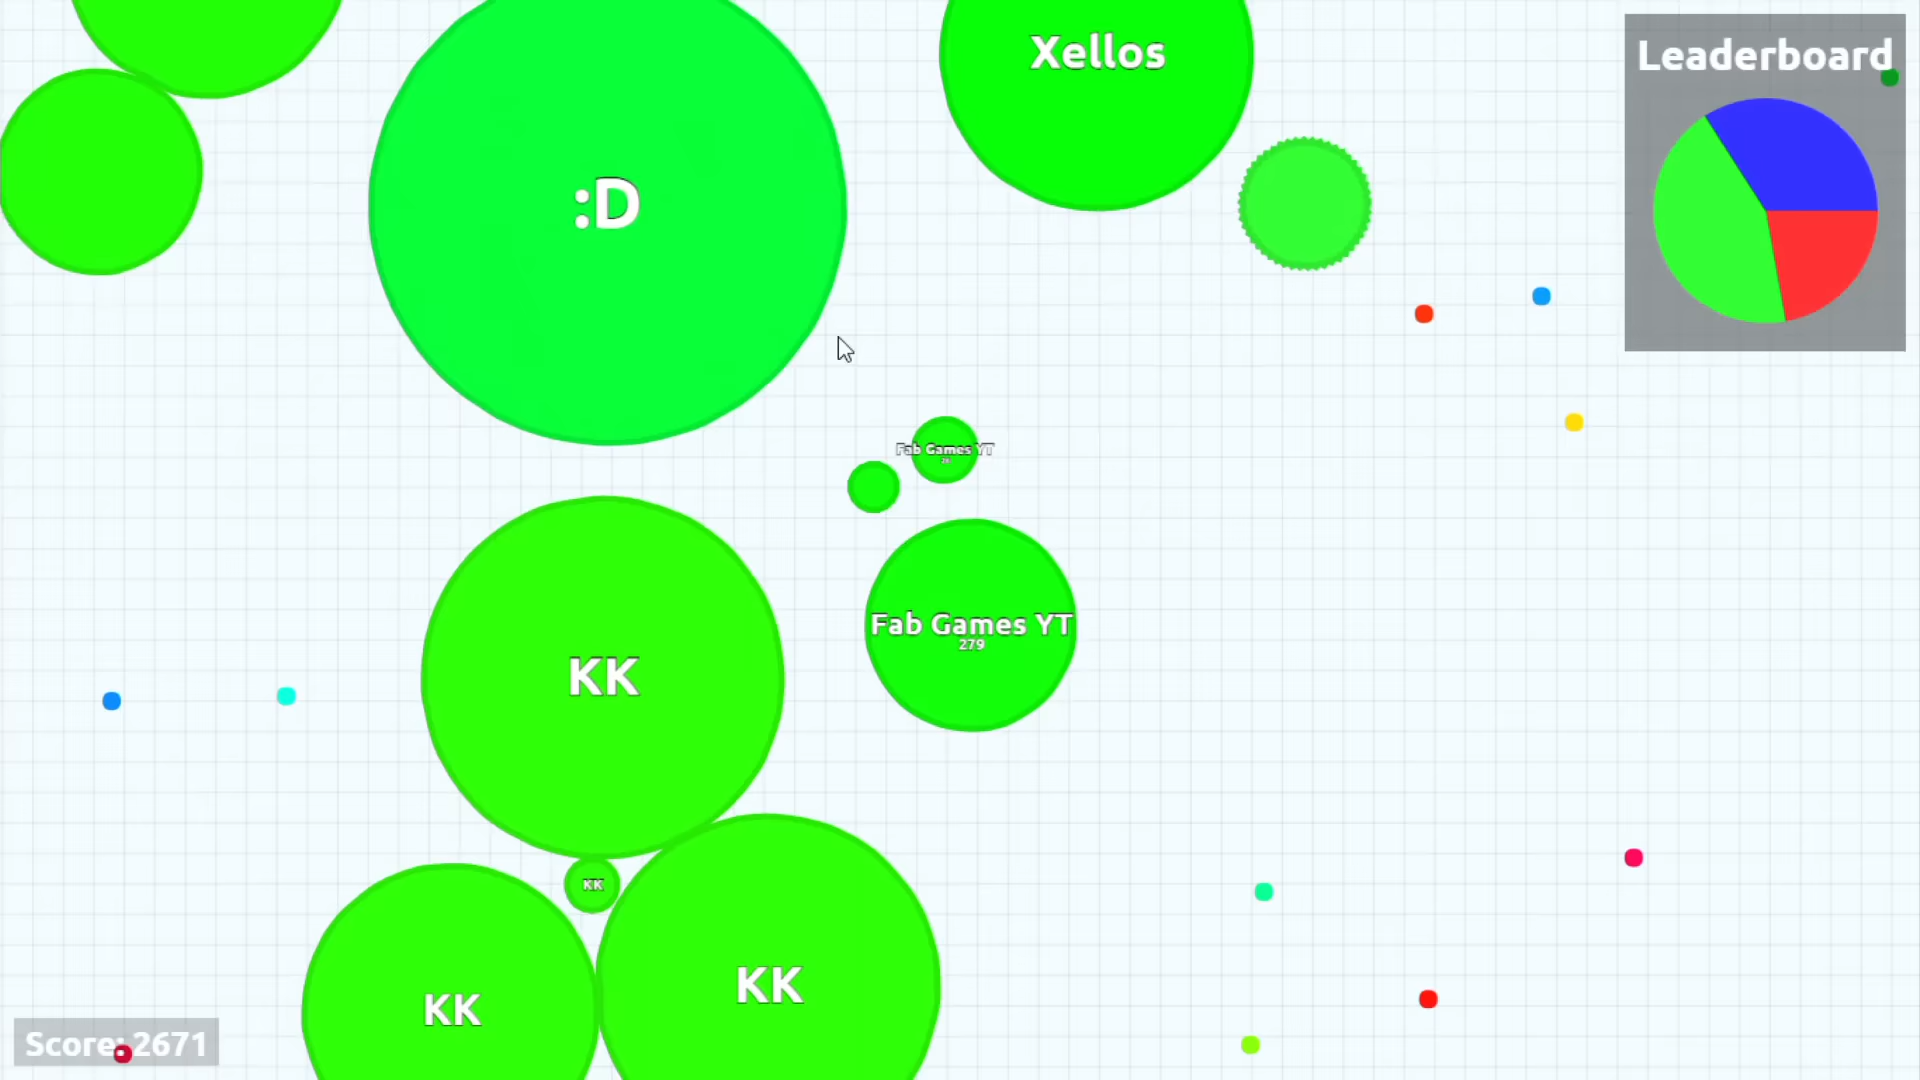 Xellos
Leaderboard
:D
Fab Games YT
Fab Games YT
279
KK
KK
KK
KK
Score: 2671